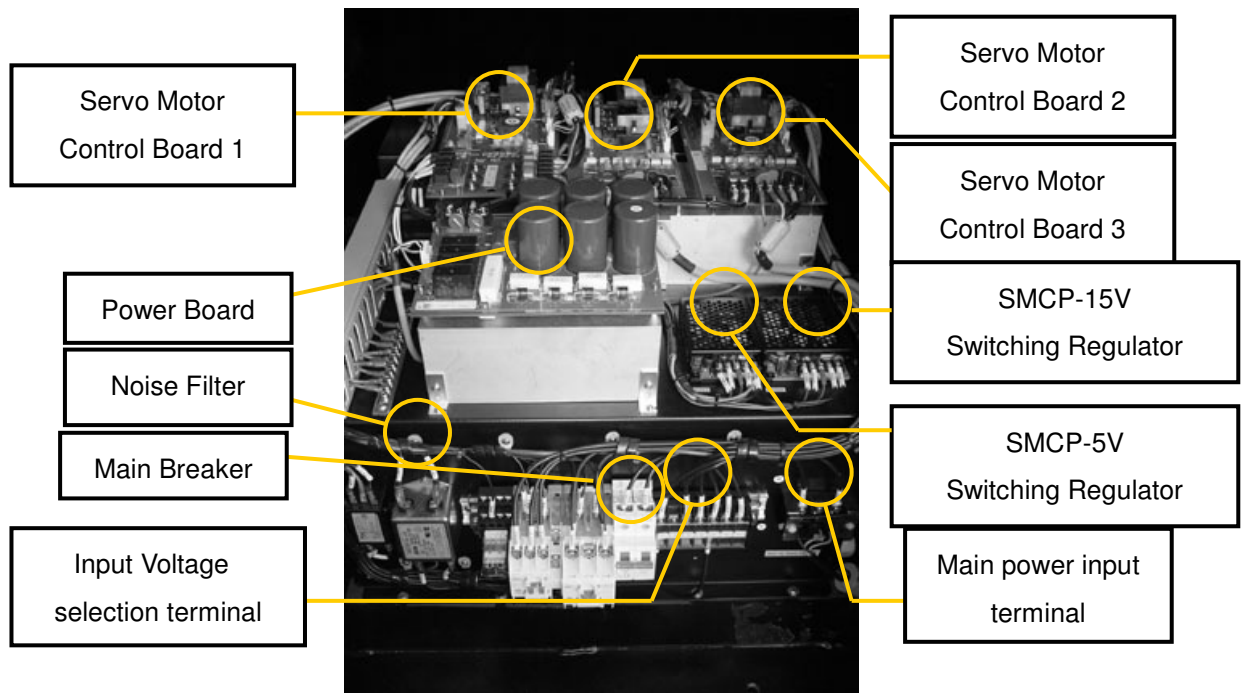 Servo Motor
Control Board 1
Servo Motor
Control Board 2
Servo Motor
Control Board 3
Power Board
SMCP-15V
Switching Regulator
Noise Filter
Main Breaker
SMCP-5V
Switching Regulator
Input Voltage
selection terminal
Main power input
terminal